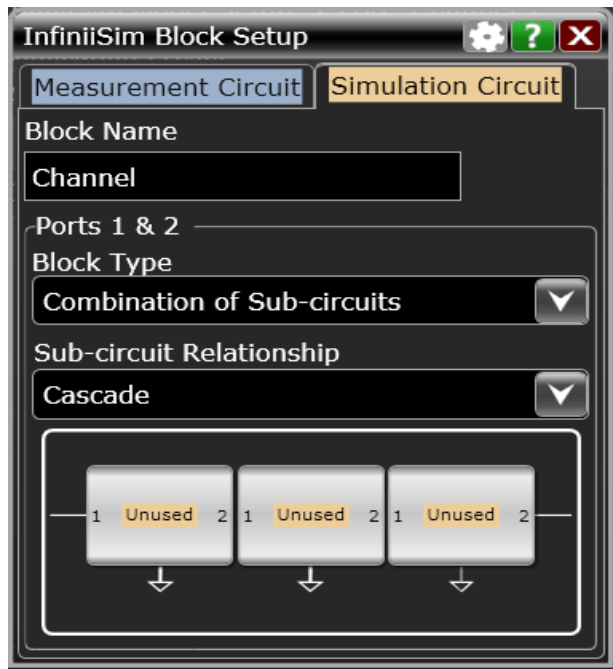 InfiniiSim Block Setup ?
Measurement Circuit Simulation Circuit
Block Name
Channel
Ports 1 & 2
Block Type
Combination of Sub-circuits
Sub-circuit Relationship
Cascade
1 Unused 2 1 Unused 2 1 Unused 2